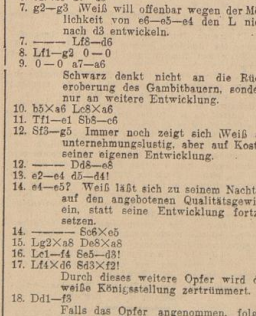 7. g2—g3 Weiß will offenbar wegen der Mö
lichkeit von e6—e5—e4 den L nic
nach d3 entwickeln.
7. — — Lf8—d6
8. Lf1—g2 0—0
9. 0—0 a7—a6
Schwarz denkt nicht an die Rü
eroberung des Gambitbauern, sonde
nur an weitere Entwicklung.
10. b5×a6 Lc8×a6
11. Tf1—e1 Sb8—c6
12. Sf3—g5 Immer noch zeigt sich Weiß
unternehmungslustig, aber auf Kost
seiner eigenen Entwicklung.
12. — — Dd8—e8
13. e2—e4 d5—d4!
14. e4—e5? Weiß läßt sich zu seinem Nacht
auf den angebotenen Qualitätsgewi
ein, statt seine Entwicklung fortz
setzen.
14. — — Sc6×e5
15. Lg2×a8 De8×a8
16. Lc1—f4 Se5—d3!
17. Lf4×d6 Sd3×f2!
Durch dieses weitere Opfer wird d
weiße Königsstellung zertrümmert.
18. Dd1—f3
Falls das Opfer angenommen, folg